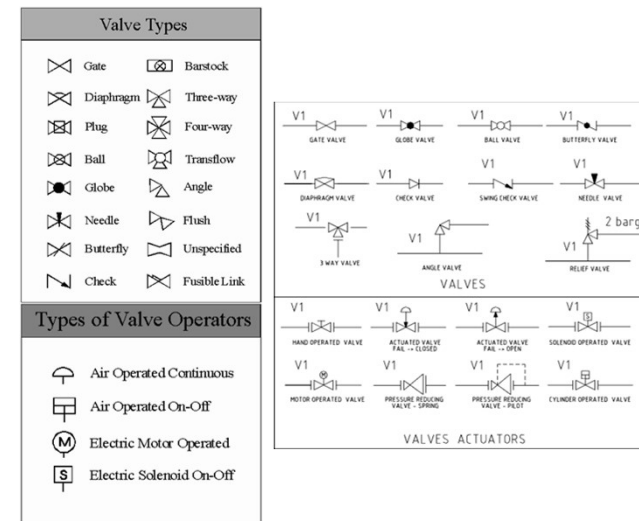 Valve Types
Gate
Barstock
Diaphragm
Three-way
Plug
Four-way
Ball
Transflow
Globe
Angle
Needle
Flush
Butterfly
Unspecified
Check
Fusible Link
Types of Valve Operators
Air Operated Continuous
Air Operated On-Off
M
Electric Motor Operated
S
Electric Solenoid On-Off
V1 V1 V1 V1
GATE VALVE GLOBE VALVE BALL VALVE BUTTERFLY VALVE
V1 V1 V1 V1
DIAPHRAGM VALVE CHECK VALVE SWING CHECK VALVE NEEDLE VALVE
V1 V1 V1 2 barg
3 WAY VALVE ANGLE VALVE RELIEF VALVE
VALVES
V1 V1 V1 V1
S
HAND OPERATED VALVE ACTUATED VALVE FAIL → CLOSED ACTUATED VALVE FAIL → OPEN SOLENOID OPERATED VALVE
V1 V1 V1 V1
M
MOTOR OPERATED VALVE PRESSURE REDUCING VALVE - SPRING PRESSURE REDUCING VALVE - PILOT CYLINDER OPERATED VALVE
VALVES ACTUATORS